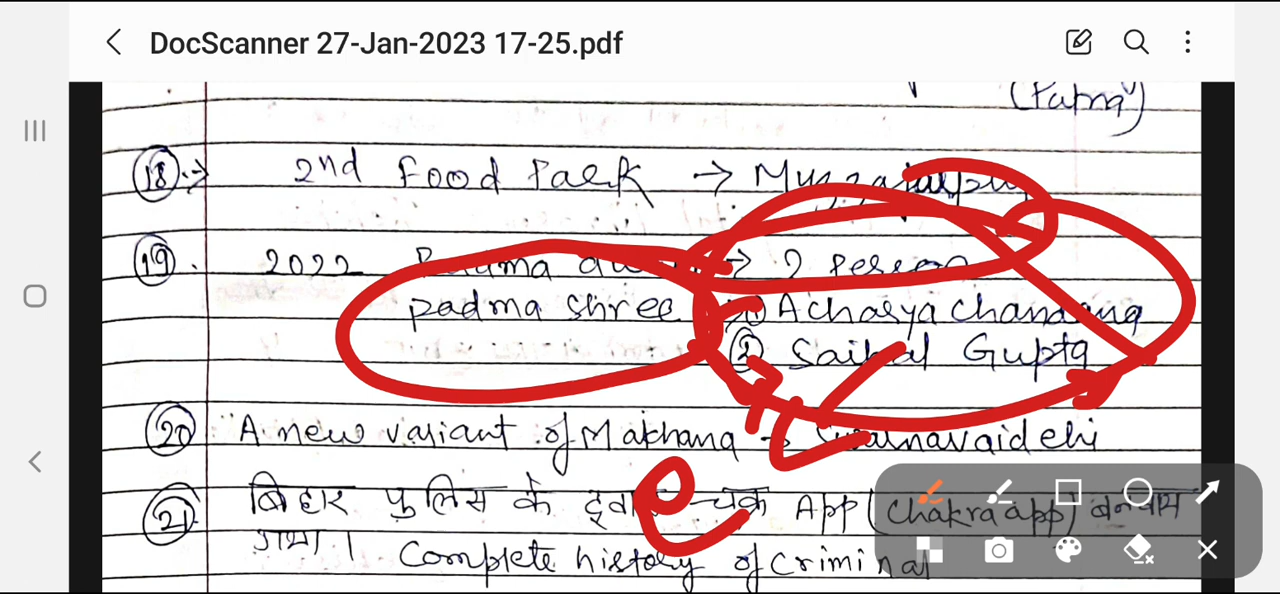 DocScanner 27-Jan-2023 17-25.pdf
(Patna)
18 → 2nd Food Park → Muzzafarpur
19. 2022 Padma → 2 person
padma shree ① Acharya Chandana
② Saibal Gupta
20 A new variant of Makhana → Swarnavaidehi
21 बिहार पुलिस के द्वारा चक्र App (Chakra app) बनाया
गया। Complete history of criminal